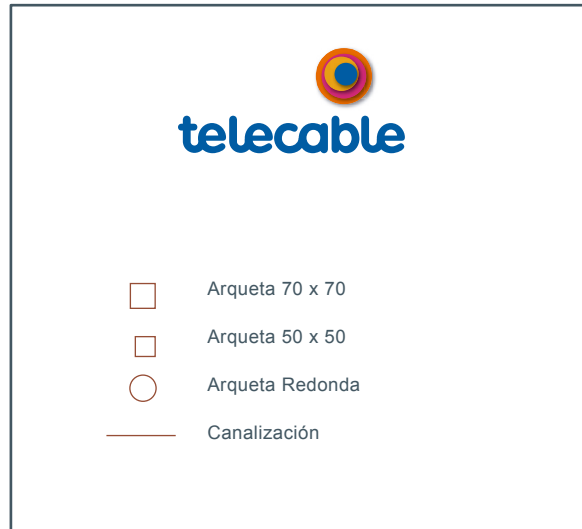 telecable
Arqueta 70 x 70
Arqueta 50 x 50
Arqueta Redonda
Canalización